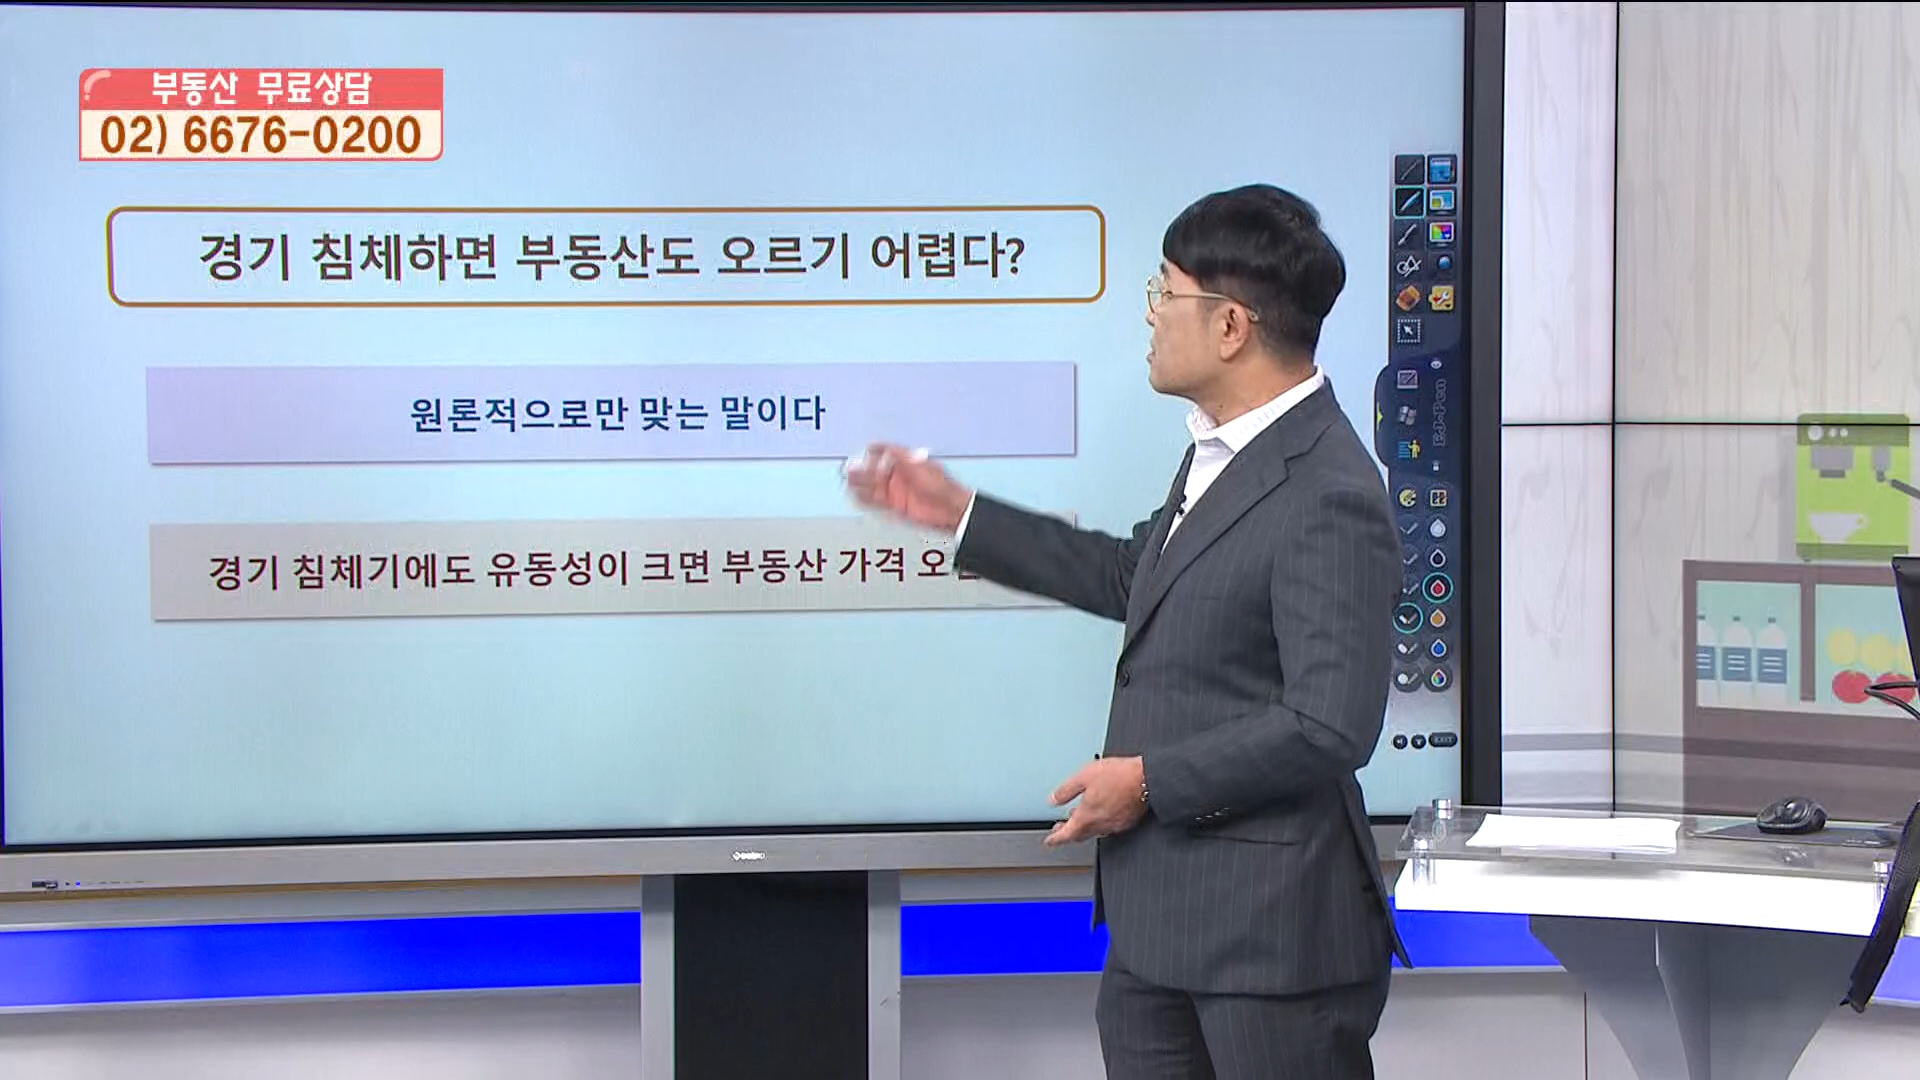 부동산 무료상담
02) 6676-0200
경기 침체하면 부동산도 오르기 어렵다?
원론적으로만 맞는 말이다
경기 침체기에도 유동성이 크면 부동산 가격
EXIT